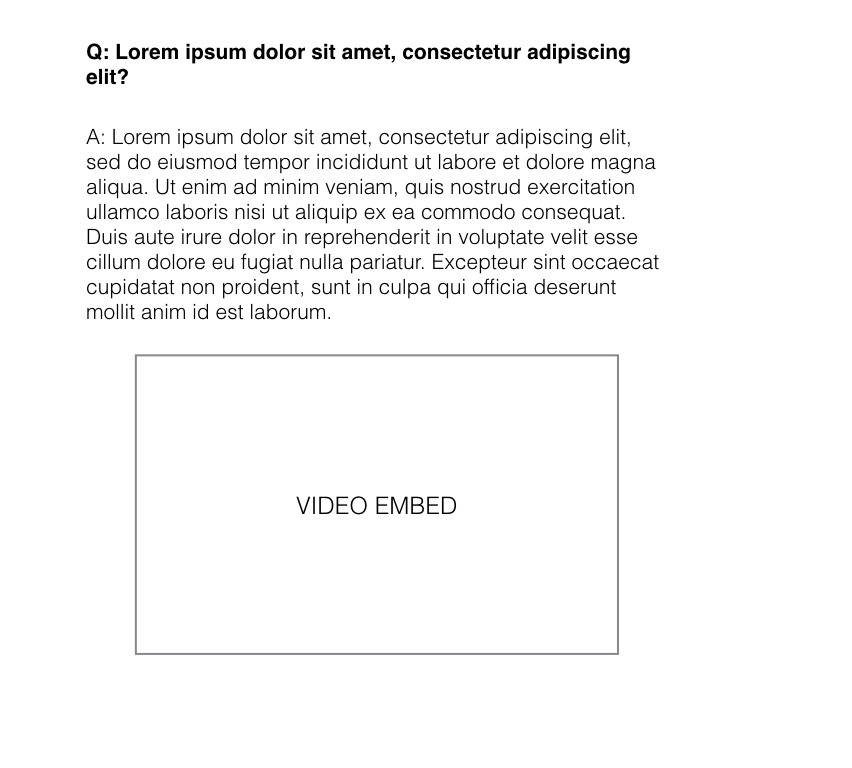 Q: Lorem ipsum dolor sit amet, consectetur adipiscing
elit?
A: Lorem ipsum dolor sit amet, consectetur adipiscing elit,
sed do eiusmod tempor incididunt ut labore et dolore magna
aliqua. Ut enim ad minim veniam, quis nostrud exercitation
ullamco laboris nisi ut aliquip ex ea commodo consequat.
Duis aute irure dolor in reprehenderit in voluptate velit esse
cillum dolore eu fugiat nulla pariatur. Excepteur sint occaecat
cupidatat non proident, sunt in culpa qui officia deserunt
mollit anim id est laborum.
VIDEO EMBED